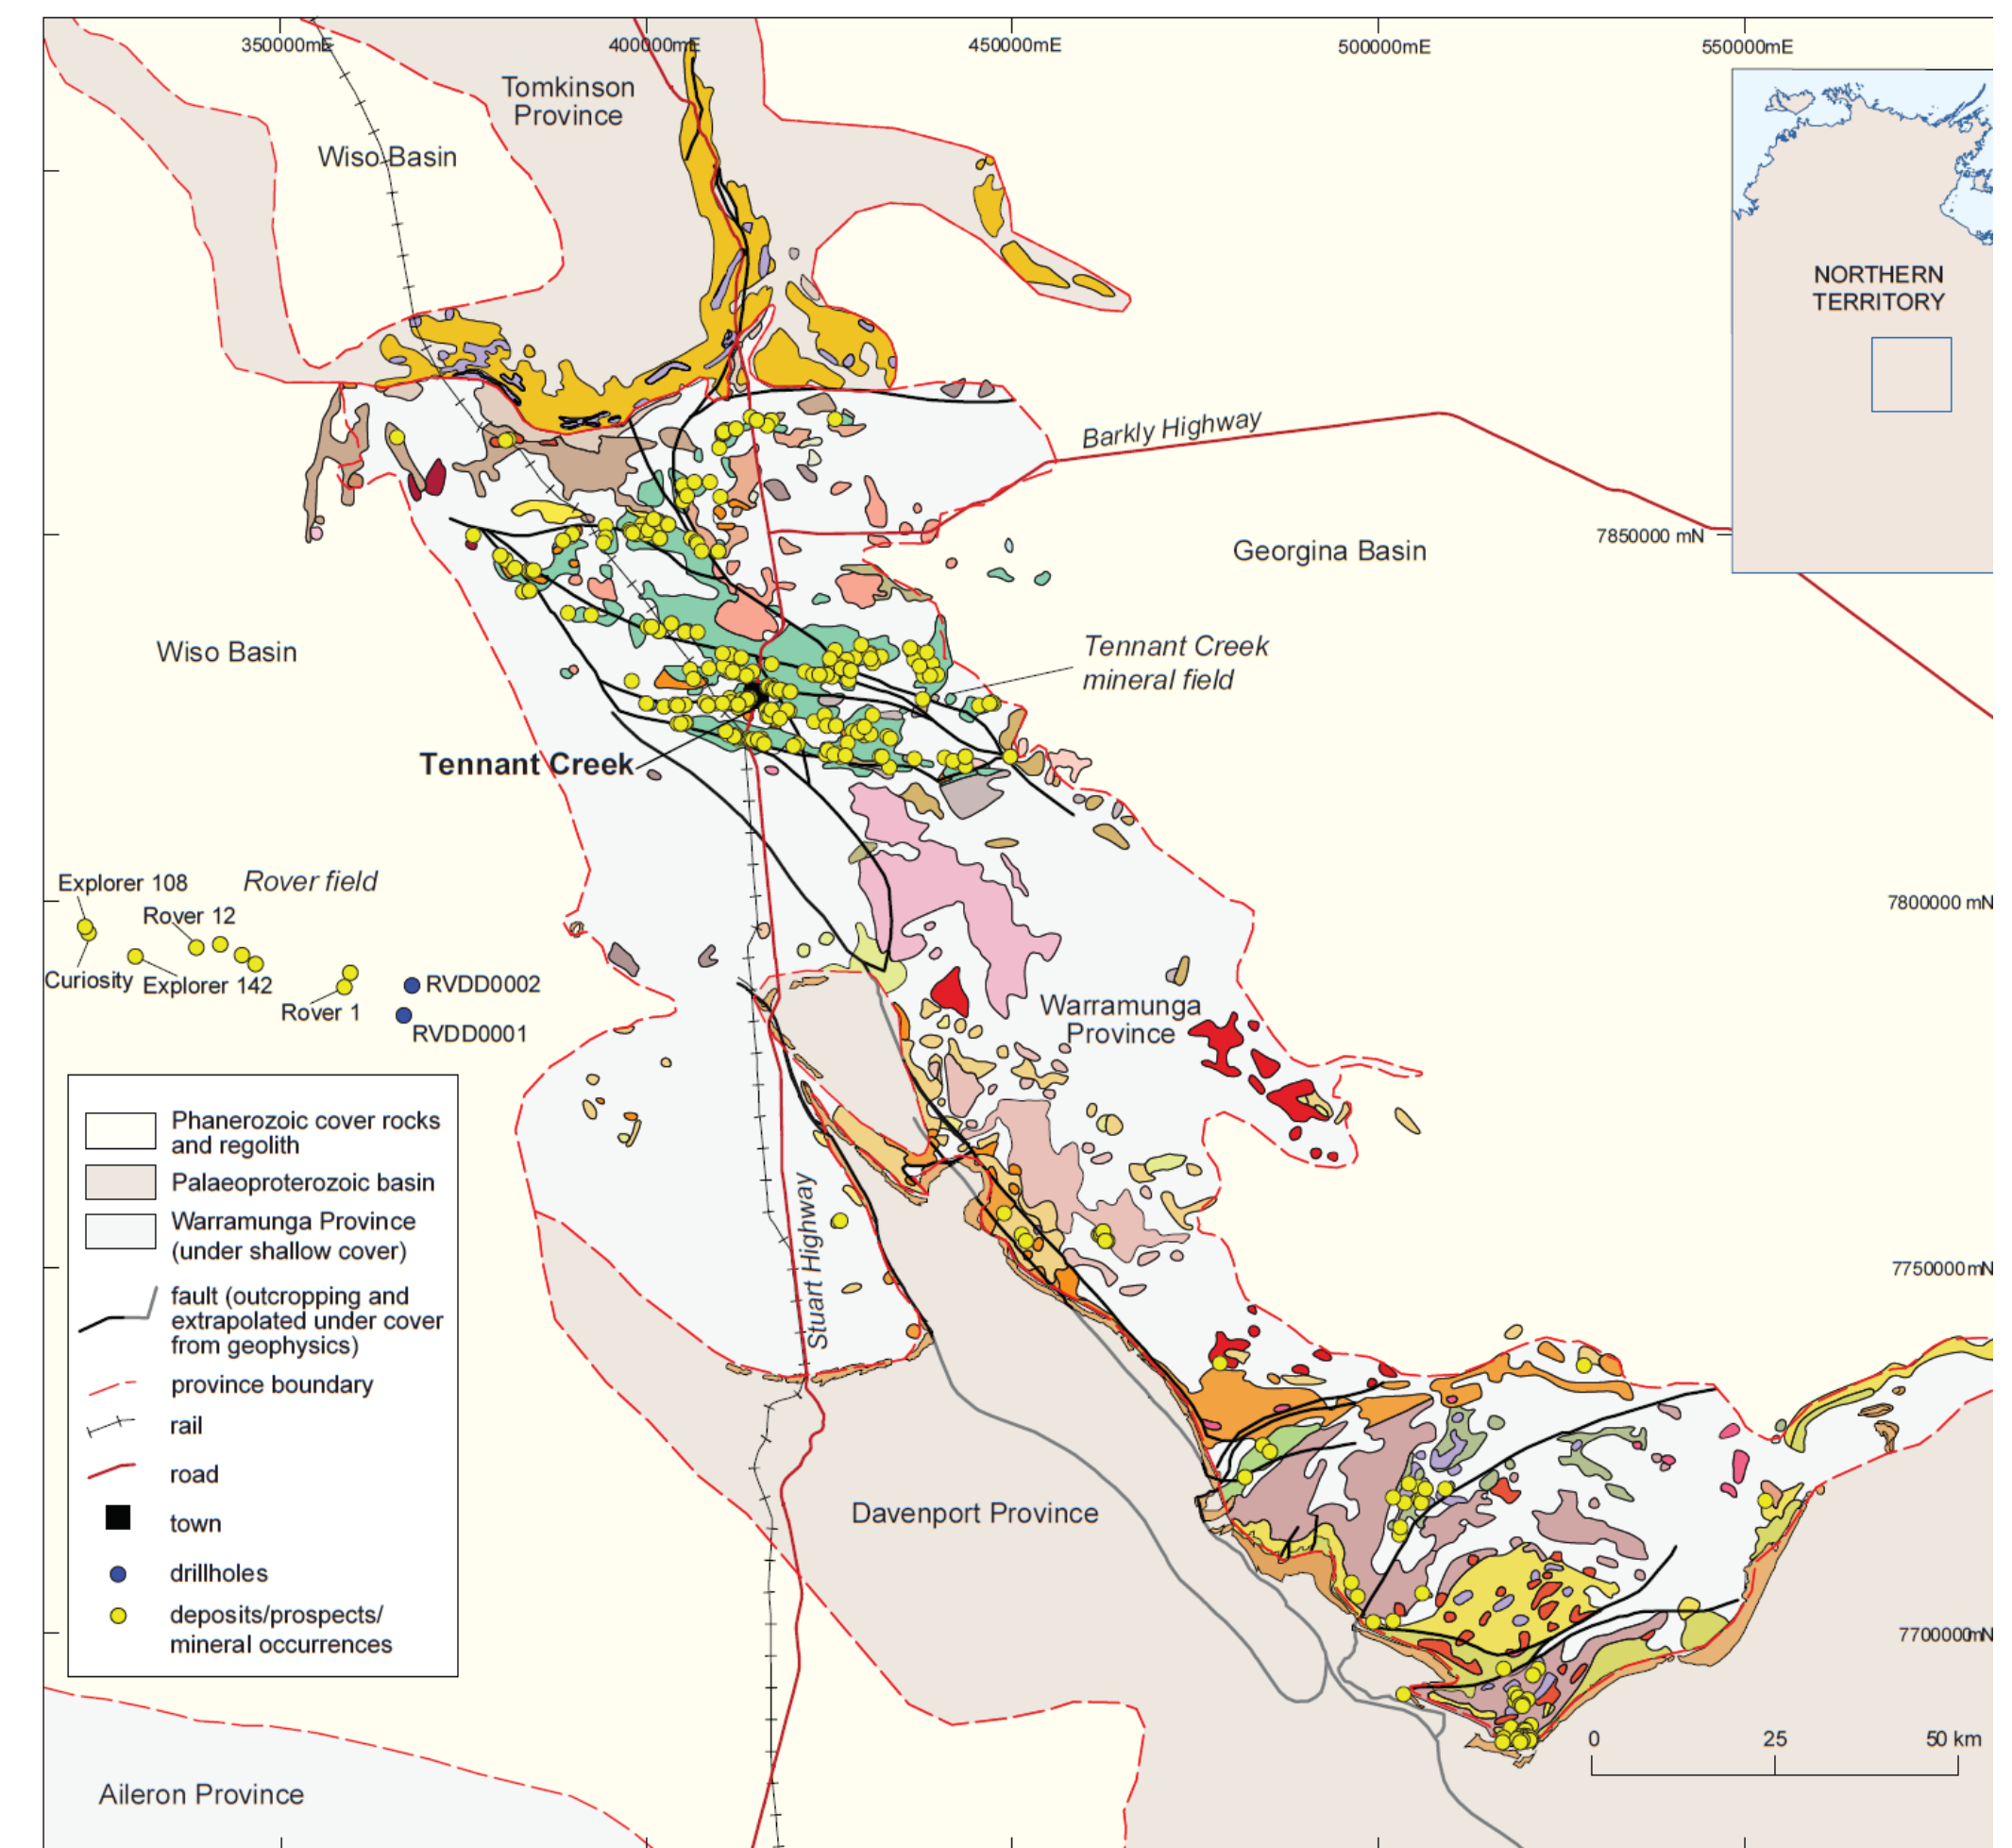 350000mE
400000mE
450000mE
500000mE
550000mE
Tomkinson
Province
Wiso Basin
NORTHERN
TERRITORY
Barkly Highway
7850000 mN
Georgina Basin
Wiso Basin
Tennant Creek
mineral field
Tennant Creek
Explorer 108
Rover field
Rover 12
7800000 mN
Curiosity
Explorer 142
RVDD0002
Rover 1
RVDD0001
Warramunga
Province
Phanerozoic cover rocks
and regolith
Palaeoproterozoic basin
Warramunga Province
(under shallow cover)
fault (outcropping and
extrapolated under cover
from geophysics)
province boundary
rail
road
town
drillholes
deposits/prospects/
mineral occurrences
Stuart Highway
7750000mN
Davenport Province
7700000mN
0 25 50 km
Aileron Province